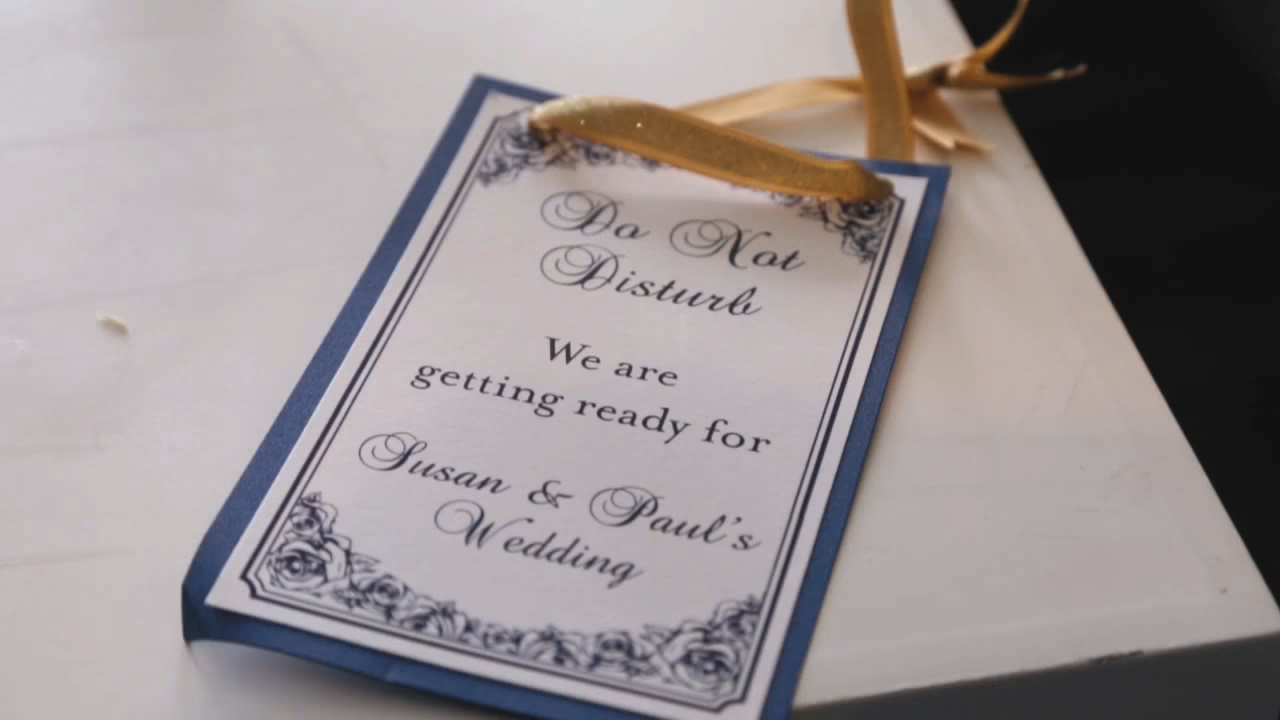 Do Not
Disturb
We are
getting ready for
Susan & Paul's
Wedding